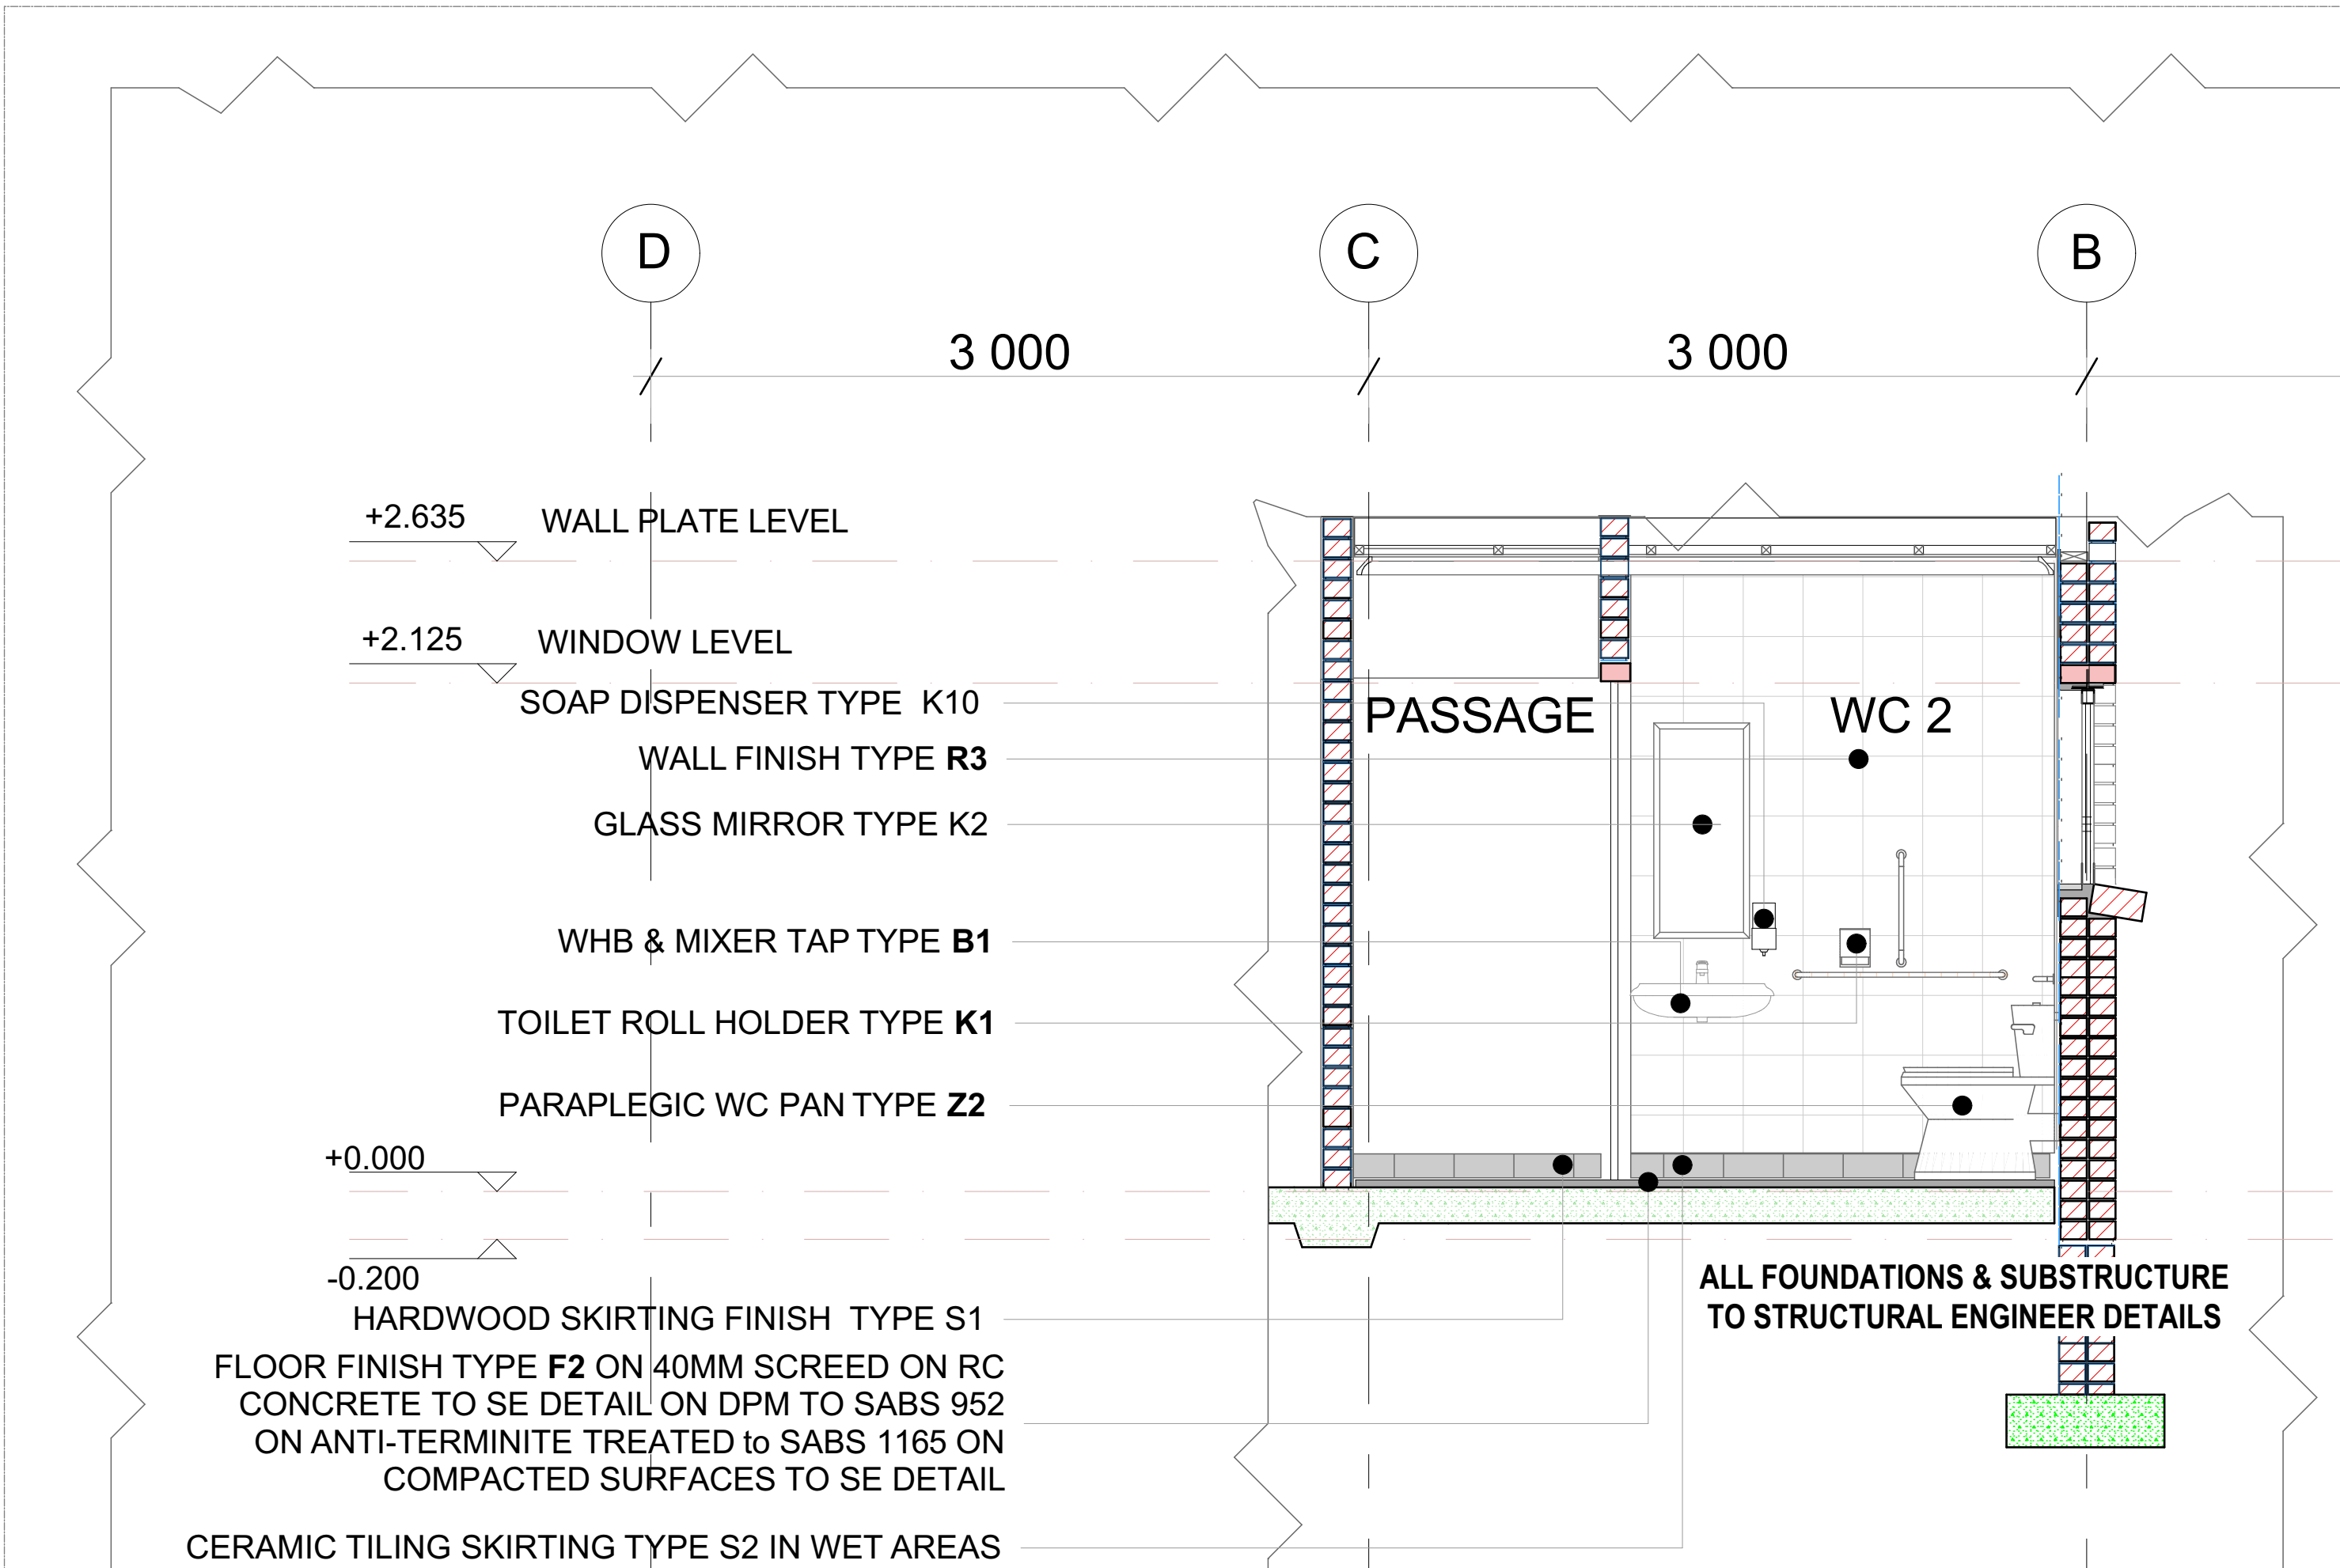 D
C
B
3 000
3 000
+2.635
WALL PLATE LEVEL
+2.125
WINDOW LEVEL
SOAP DISPENSER TYPE K10
PASSAGE
WC 2
WALL FINISH TYPE R3
GLASS MIRROR TYPE K2
WHB & MIXER TAP TYPE B1
TOILET ROLL HOLDER TYPE K1
PARAPLEGIC WC PAN TYPE Z2
+0.000
-0.200
ALL FOUNDATIONS & SUBSTRUCTURE
TO STRUCTURAL ENGINEER DETAILS
HARDWOOD SKIRTING FINISH TYPE S1
FLOOR FINISH TYPE F2 ON 40MM SCREED ON RC
CONCRETE TO SE DETAIL ON DPM TO SABS 952
ON ANTI-TERMINITE TREATED to SABS 1165 ON
COMPACTED SURFACES TO SE DETAIL
CERAMIC TILING SKIRTING TYPE S2 IN WET AREAS